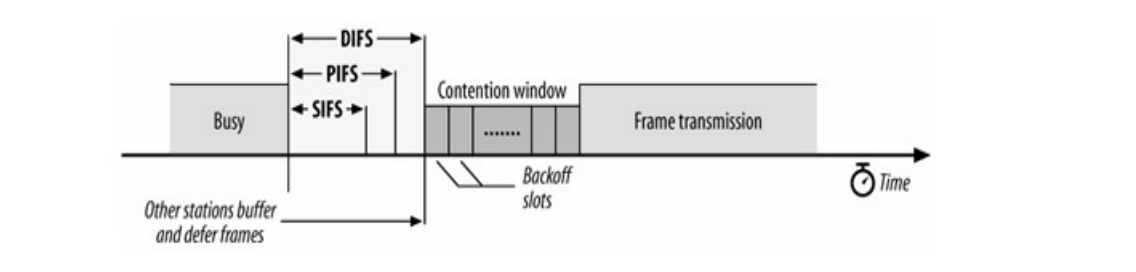 DIFS
PIFS
Contention window
SIFS
Busy
.......
Frame transmission
Backoff
slots
Time
Other stations buffer
and defer frames